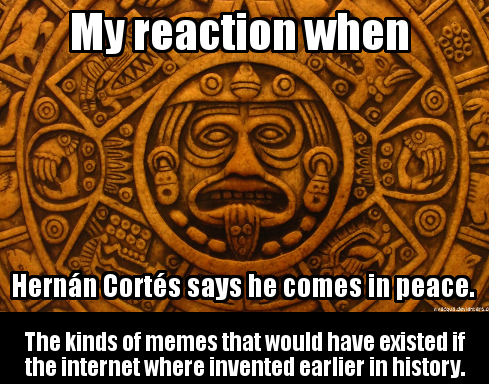 My reaction when
Hernán Cortés says he comes in peace.
The kinds of memes that would have existed if
the internet where invented earlier in history.